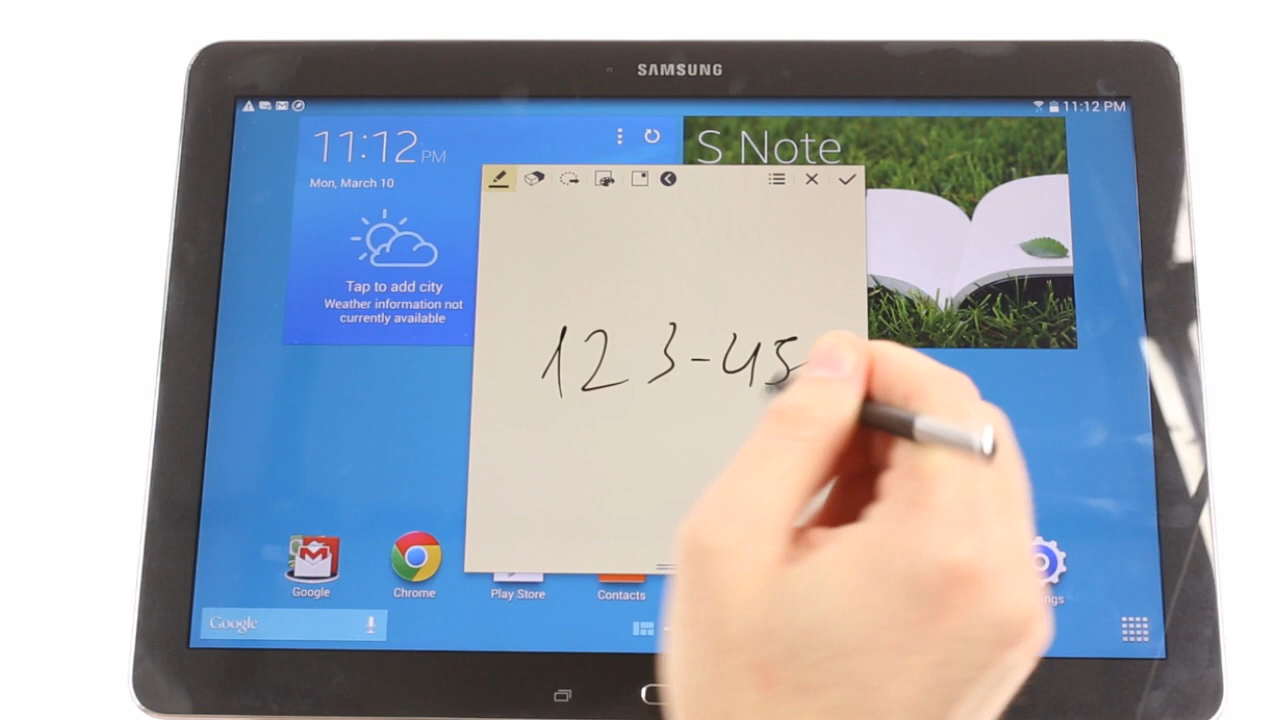 SAMSUNG
11:12 PM
11:12 PM
Mon, March 10
Tap to add city
Weather information not
currently available
S Note
123-45
Google
Chrome
Play Store
Contacts
ngs
Google